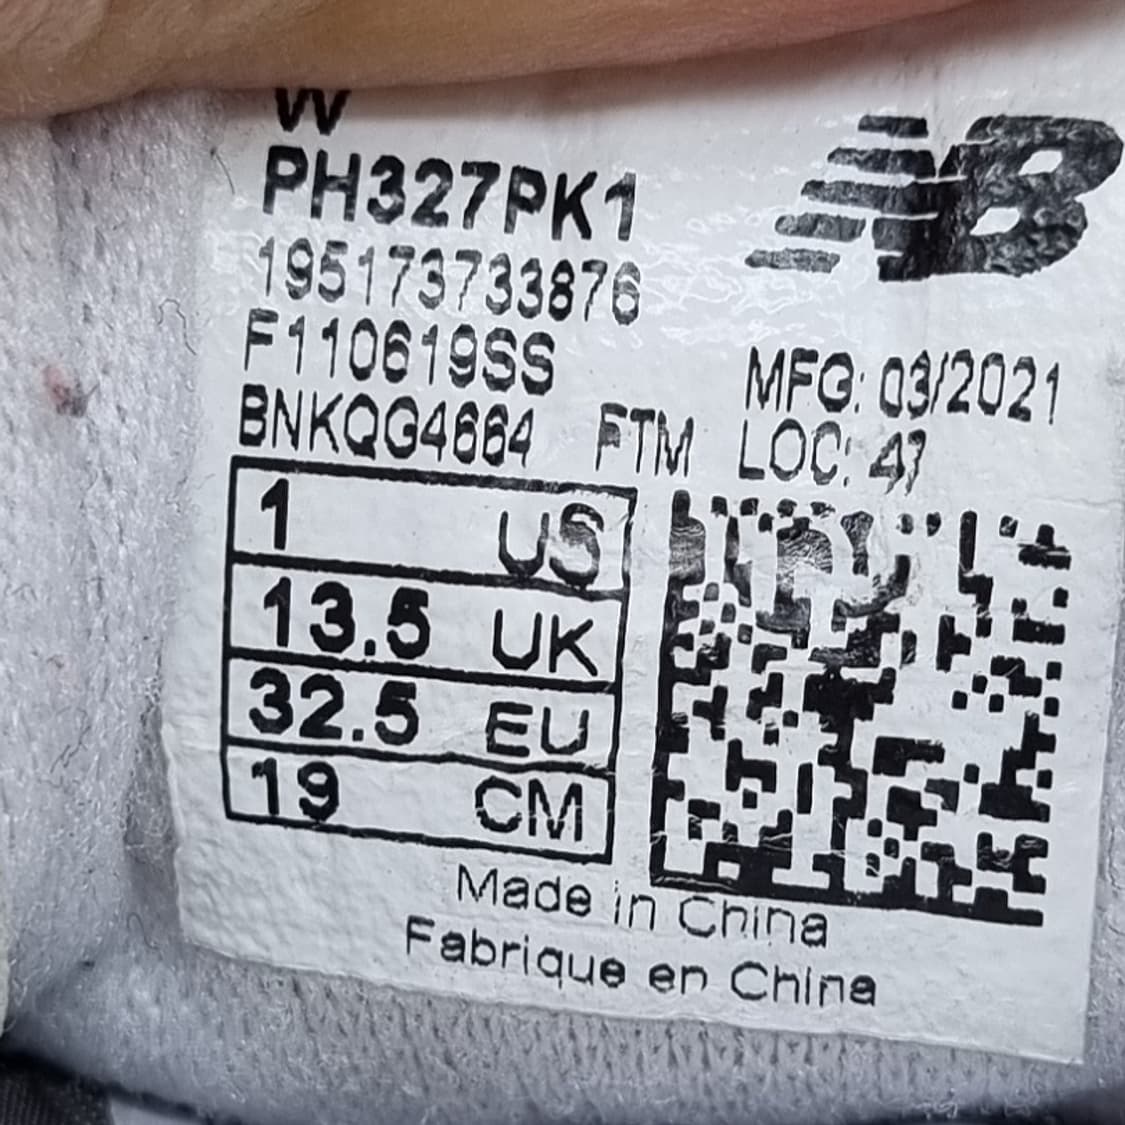 W
PH327PK1
NB
195173733876
F110619SS
MFG: 03/2021
BNKQG4664 FTM LOC: 47
1 US
13.5 UK
32.5 EU
19 CM
Made in China
Fabrique en China